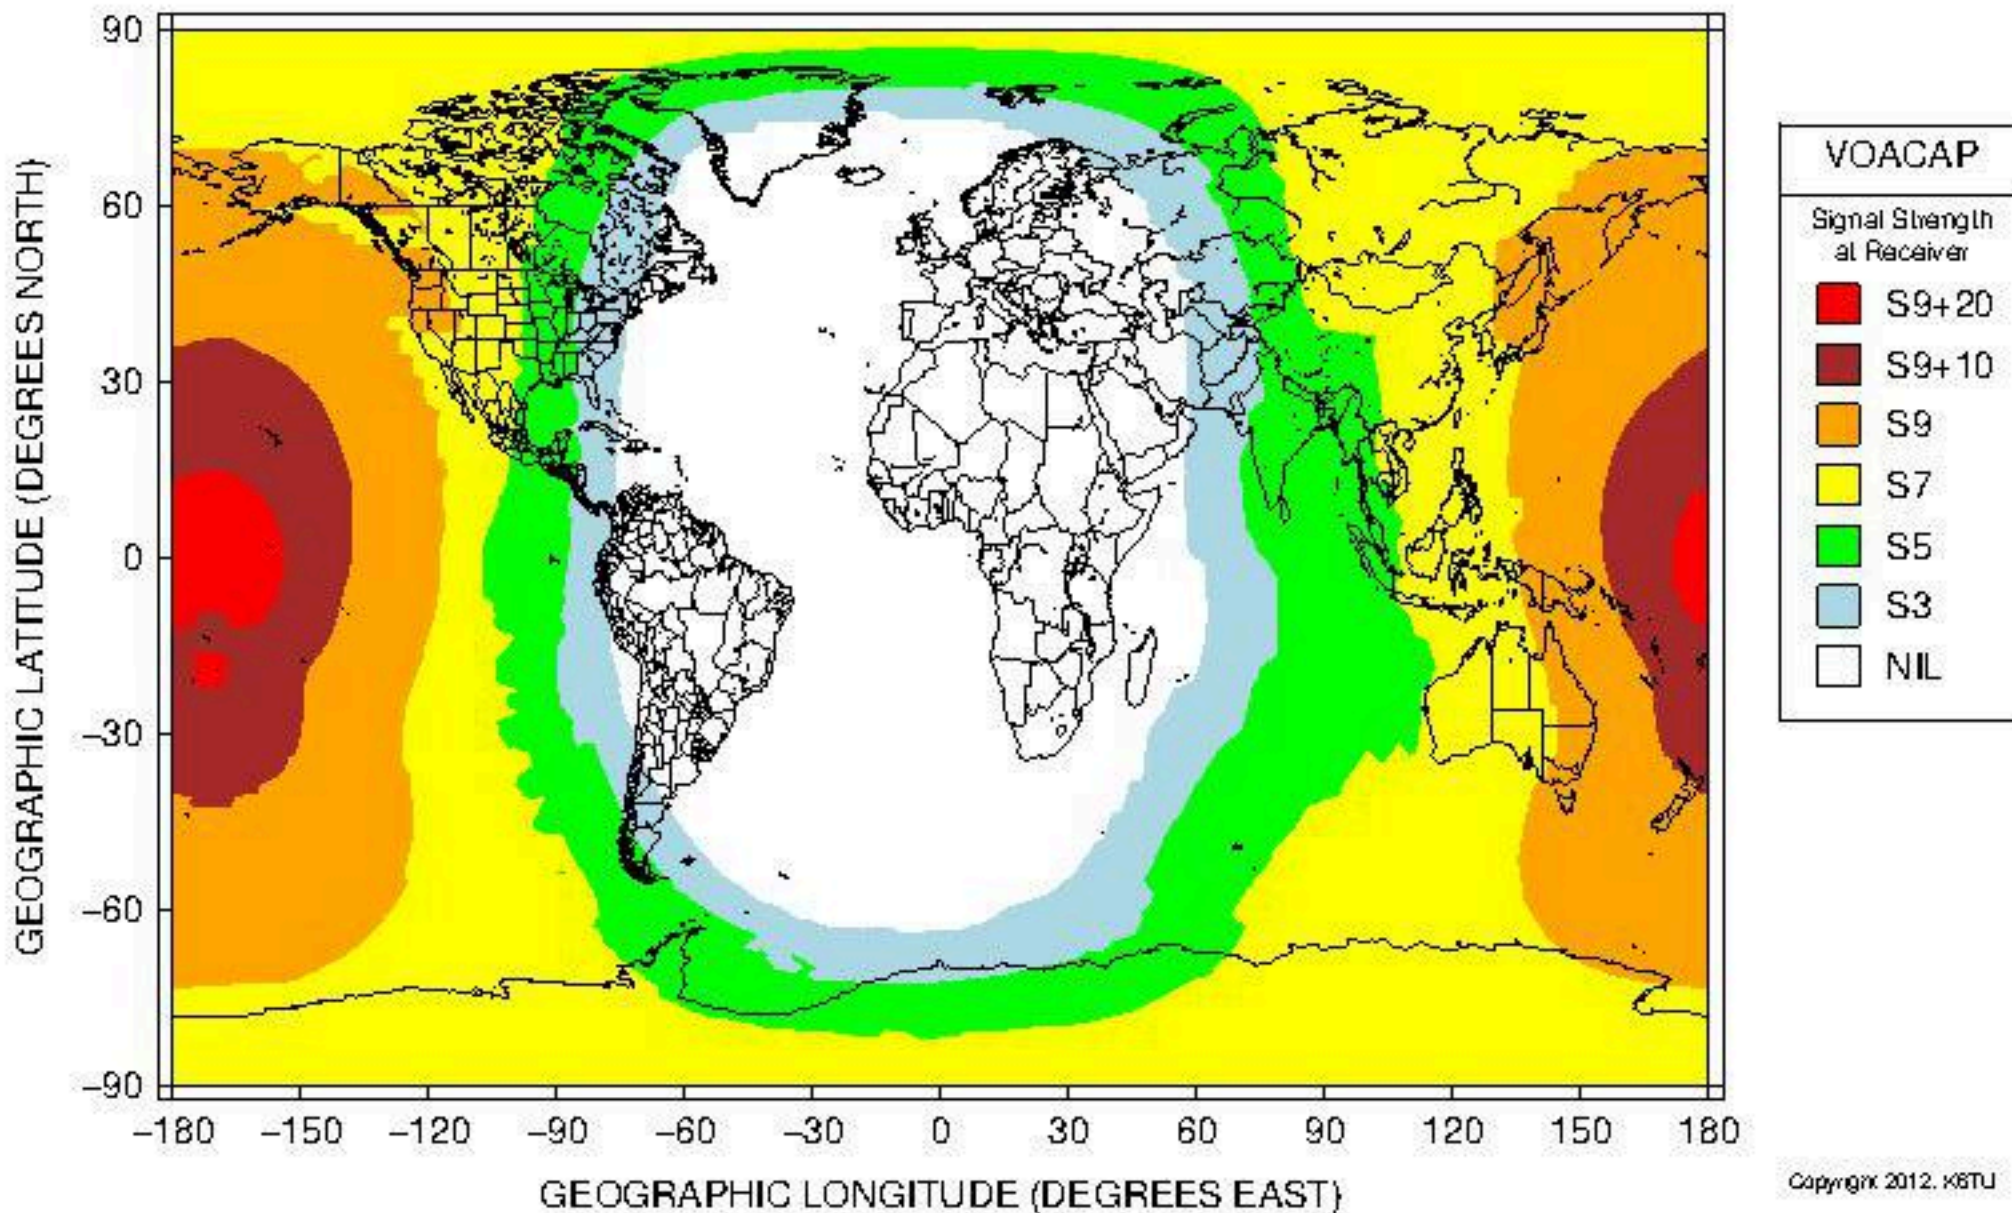 90
60
30
0
−30
−60
−90
GEOGRAPHIC LATITUDE (DEGREES NORTH)
−180 −150 −120 −90 −60 −30 0 30 60 90 120 150 180
GEOGRAPHIC LONGITUDE (DEGREES EAST)
VOACAP
Signal Strength
at Receiver
S9+20
S9+10
S9
S7
S5
S3
NIL
Copyright 2012, K6TU